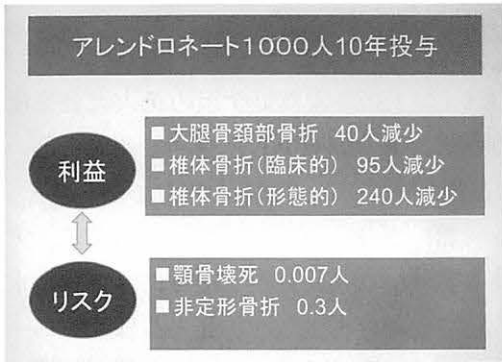 アレンドロネート1000人10年投与
利益
■大腿骨頚部骨折 40人減少
■椎体骨折(臨床的) 95人減少
■椎体骨折(形態的) 240人減少
リスク
■顎骨壊死 0.007人
■非定形骨折 0.3人